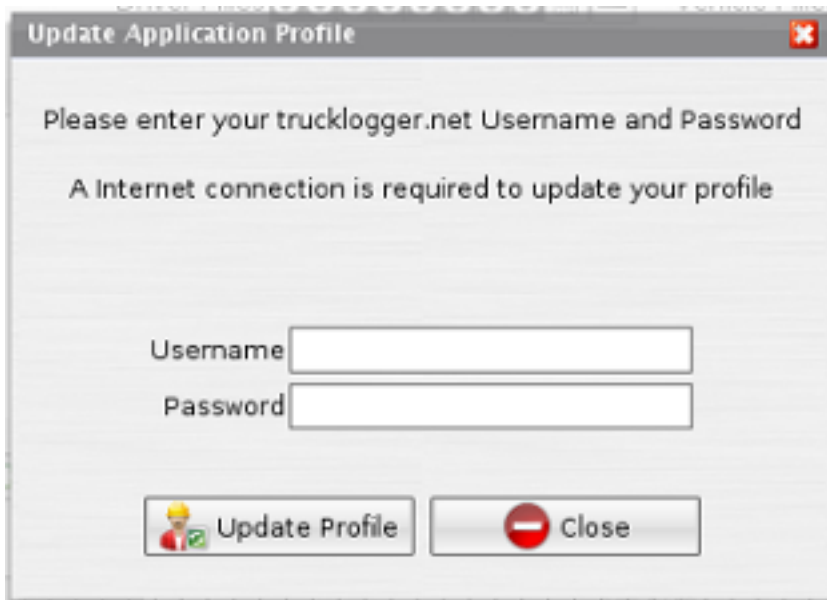 Update Application Profile
Please enter your trucklogger.net Username and Password
A Internet connection is required to update your profile
Username
Password
Update Profile
Close